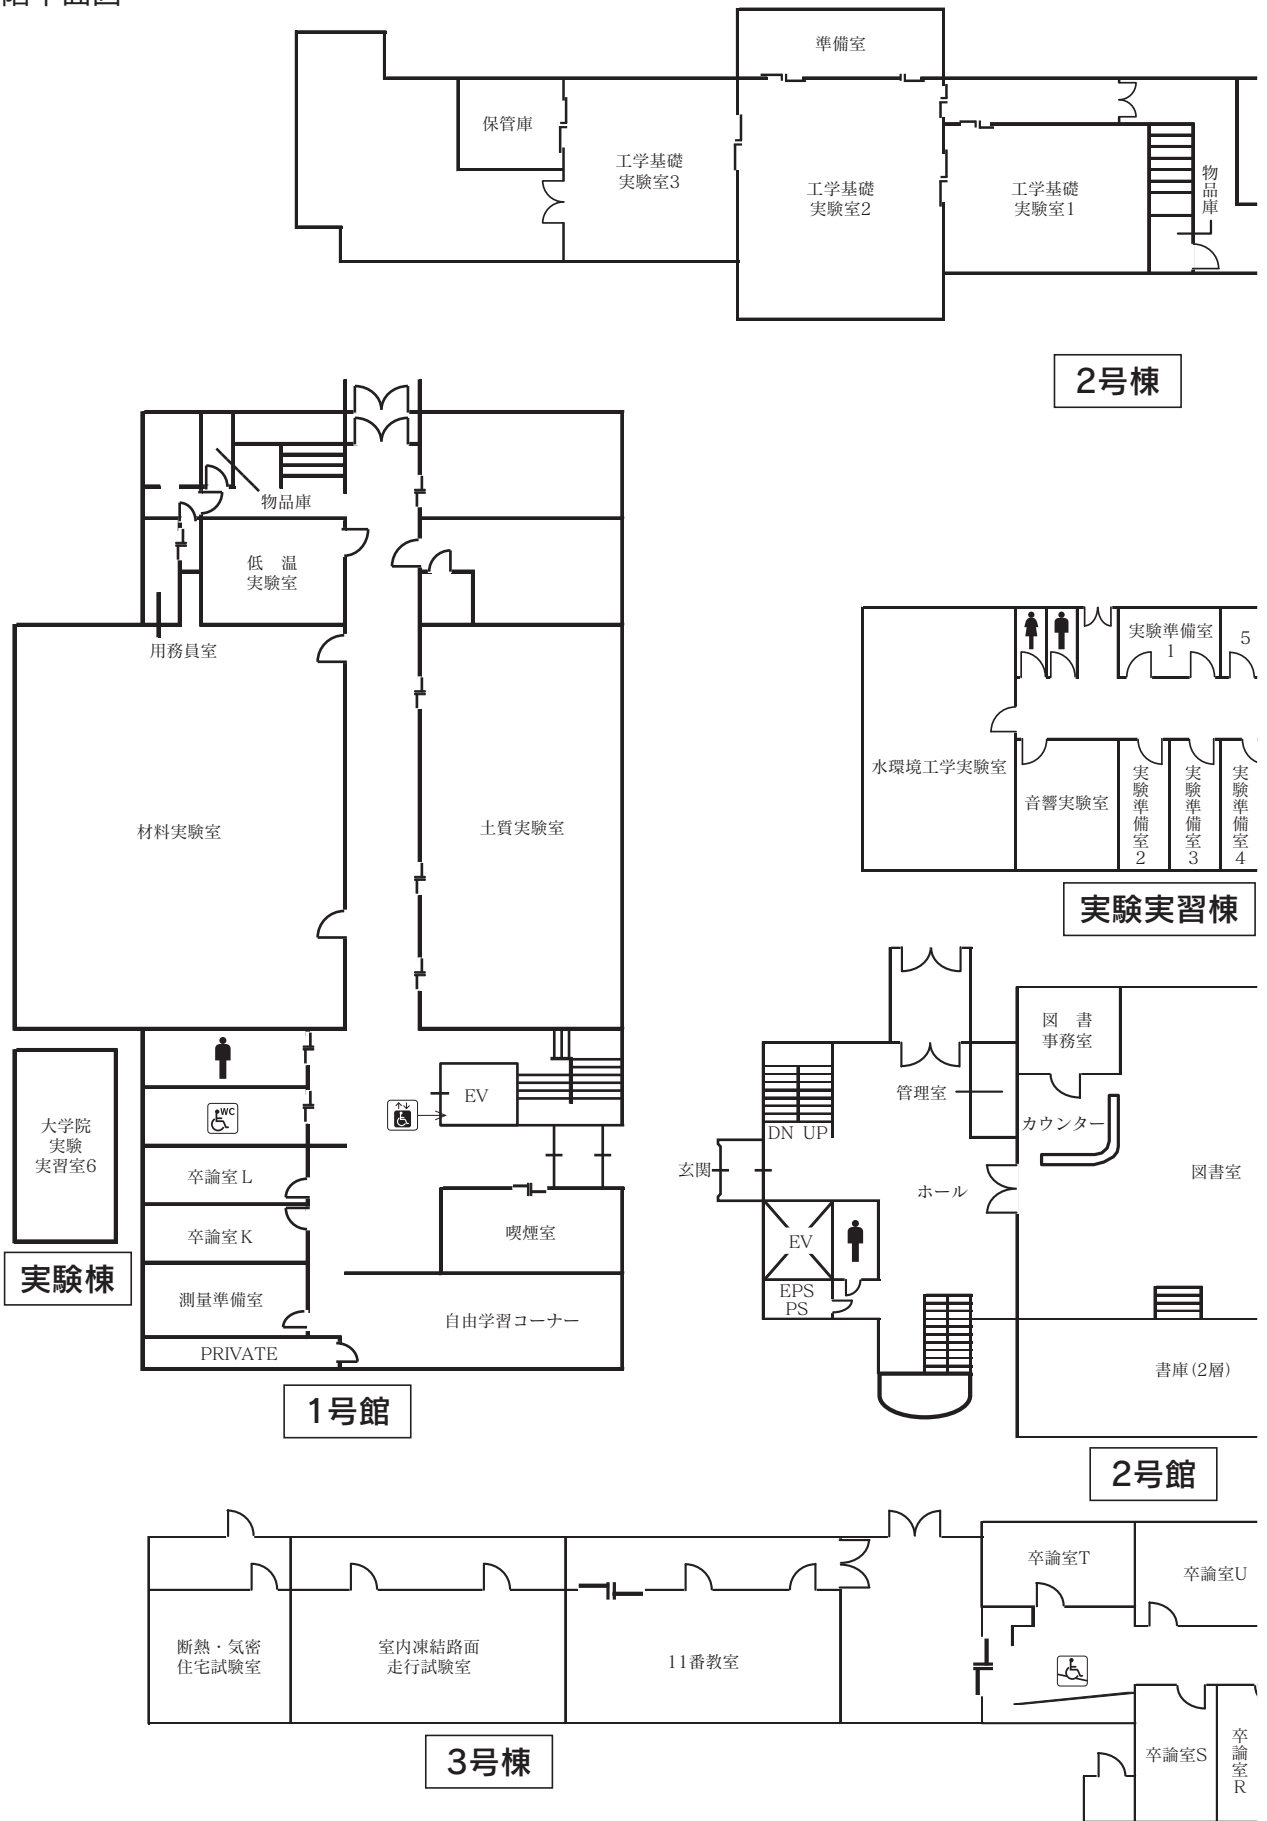 階平面図
準備室
保管庫
工学基礎
実験室3
工学基礎
実験室2
工学基礎
実験室1
物品庫
2号棟
物品庫
低 温
実験室
用務員室
材料実験室
土質実験室
実験準備室
1
5
水環境工学実験室
音響実験室
実験準備室2
実験準備室3
実験準備室4
実験実習棟
大学院
実験
実習室6
実験棟
WC
EV
卒論室L
卒論室K
測量準備室
PRIVATE
喫煙室
自由学習コーナー
1号館
図 書
事務室
管理室
カウンター
DN UP
玄関
ホール
図書室
EV
EPS
PS
書庫(2層)
2号館
断熱・気密
住宅試験室
室内凍結路面
走行試験室
11番教室
卒論室T
卒論室U
卒論室S
卒論室R
3号棟